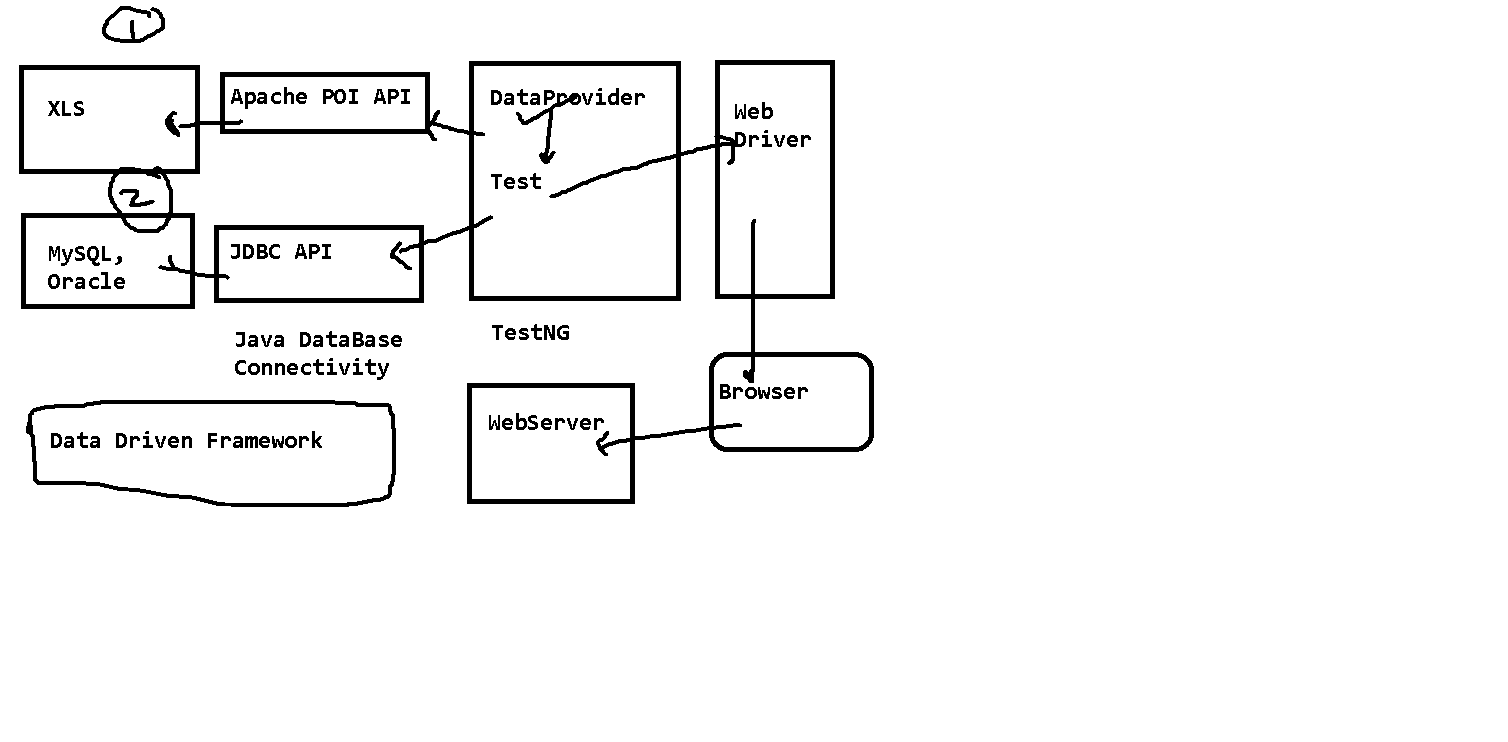 1
XLS
Apache POI API
DataProvider
Web
Driver
Test
2
MySQL,
Oracle
JDBC API
Java DataBase
Connectivity
TestNG
Browser
WebServer
Data Driven Framework